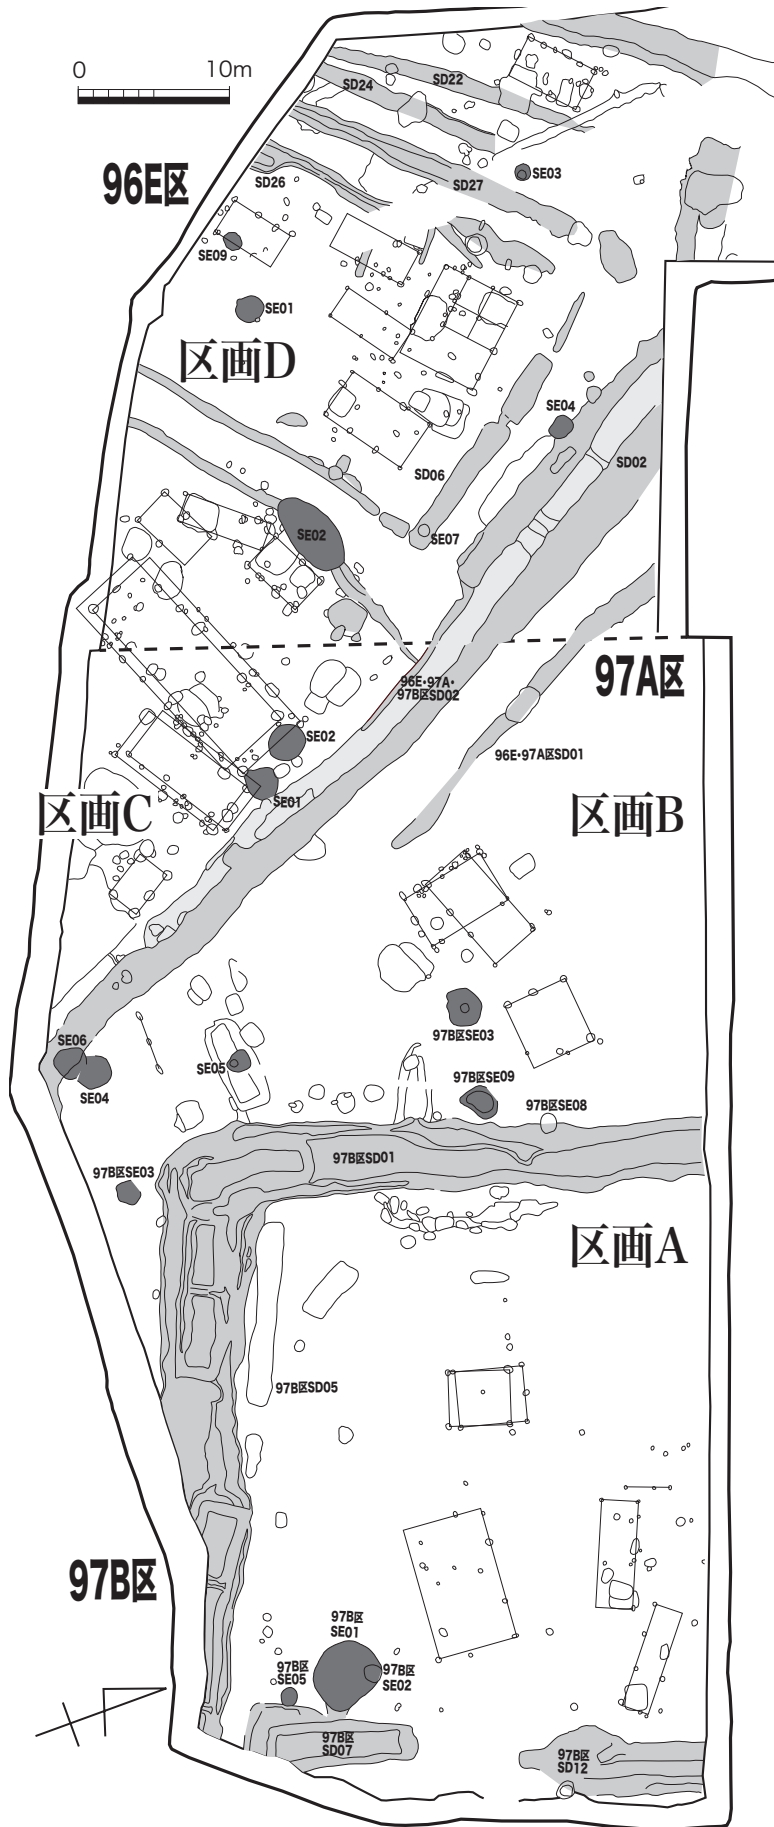 0 10m
SD24
SD22
96E区
SE03
SD26
SD27
SE09
SE01
区画D
SE04
SD02
SD06
SE02
SE07
97A区
96E・97A・
97B区SD02
SE02
96E・97A区SD01
SE01
区画C
区画B
97B区SE03
SE06
SE05
SE04
97B区SE09
97B区SE08
97B区SE03
97B区SD01
区画A
97B区SD05
97B区
97B区
SE01
97B区
SE05
97B区
SE02
97B区
SD07
97B区
SD12